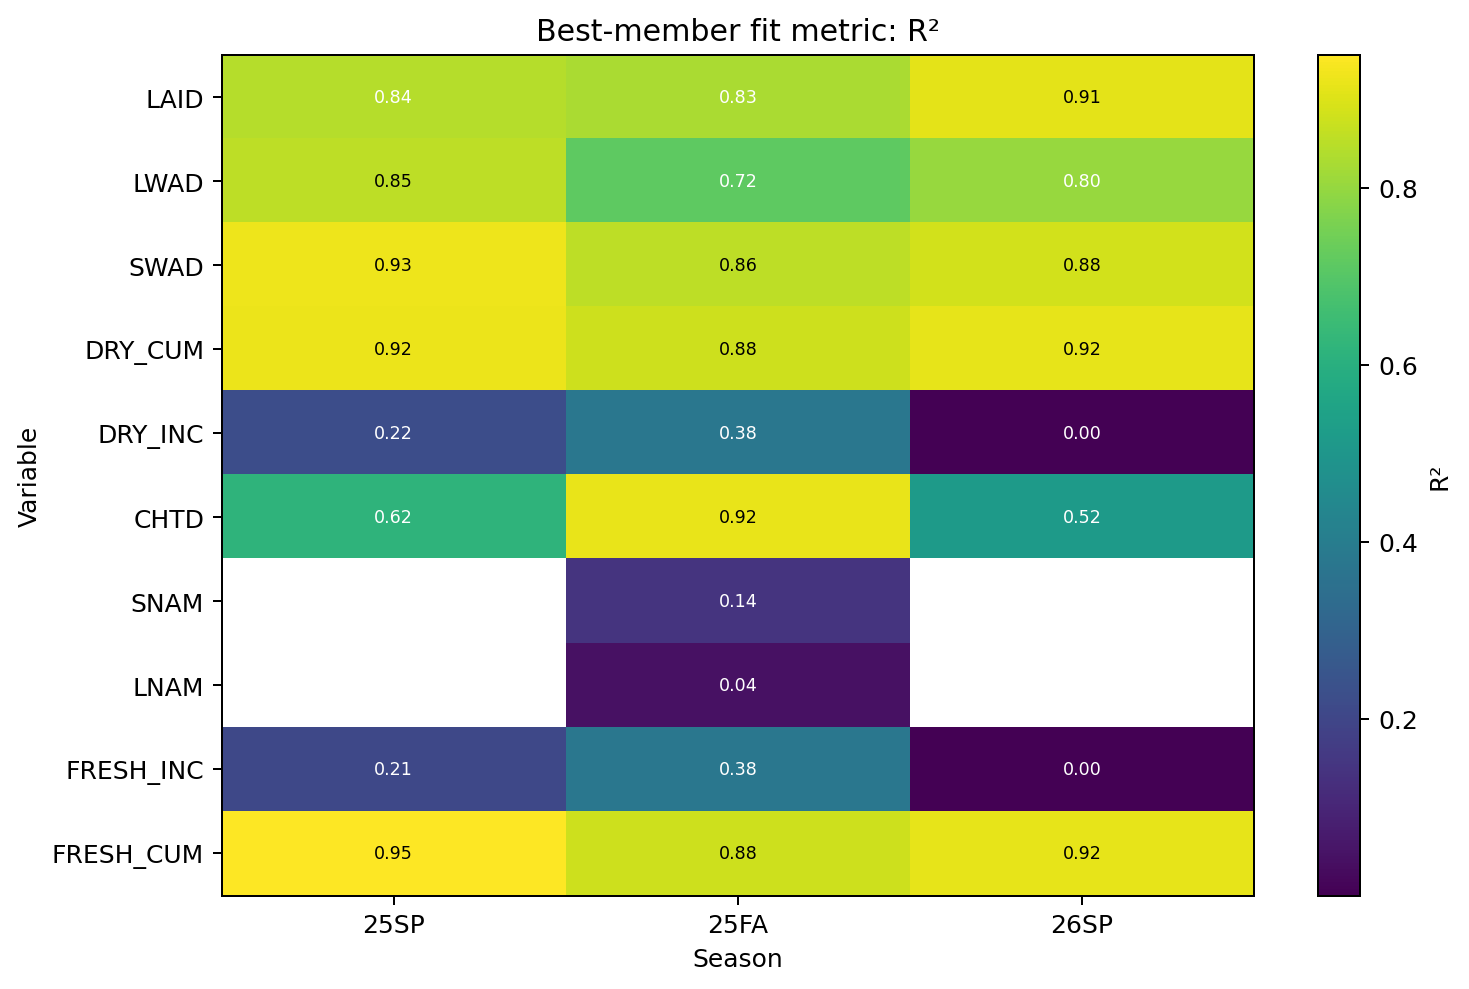 Best-member fit metric: R²
LAID 0.84 0.83 0.91
LWAD 0.85 0.72 0.80
SWAD 0.93 0.86 0.88
DRY_CUM 0.92 0.88 0.92
DRY_INC 0.22 0.38 0.00
CHTD 0.62 0.92 0.52
SNAM 0.14
LNAM 0.04
FRESH_INC 0.21 0.38 0.00
FRESH_CUM 0.95 0.88 0.92
25SP 25FA 26SP
Season
Variable
0.8
0.6
0.4
0.2
R²